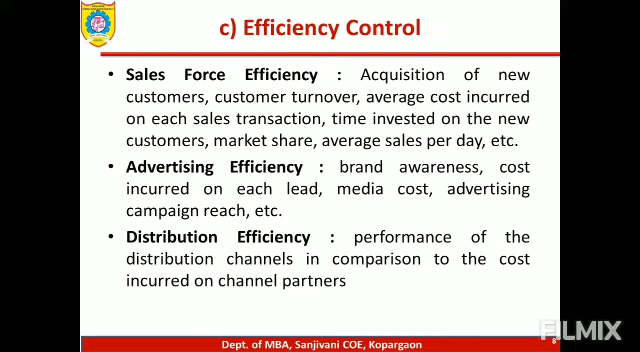 c) Efficiency Control
• Sales Force Efficiency : Acquisition of new
customers, customer turnover, average cost incurred
on each sales transaction, time invested on the new
customers, market share, average sales per day, etc.
• Advertising Efficiency : brand awareness, cost
incurred on each lead, media cost, advertising
campaign reach, etc.
• Distribution Efficiency : performance of the
distribution channels in comparison to the cost
incurred on channel partners
FILMIX
Dept. of MBA, Sanjivani COE, Kopargaon
8